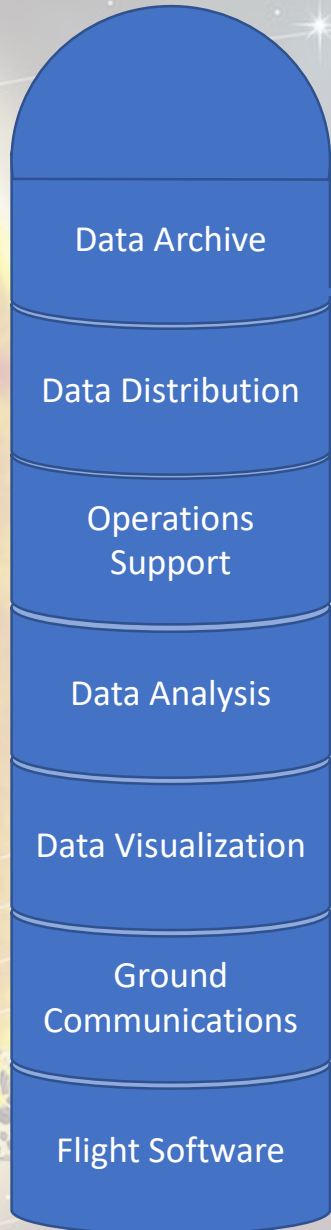 Data Archive
Data Distribution
Operations
Support
Data Analysis
Data Visualization
Ground
Communications
Flight Software